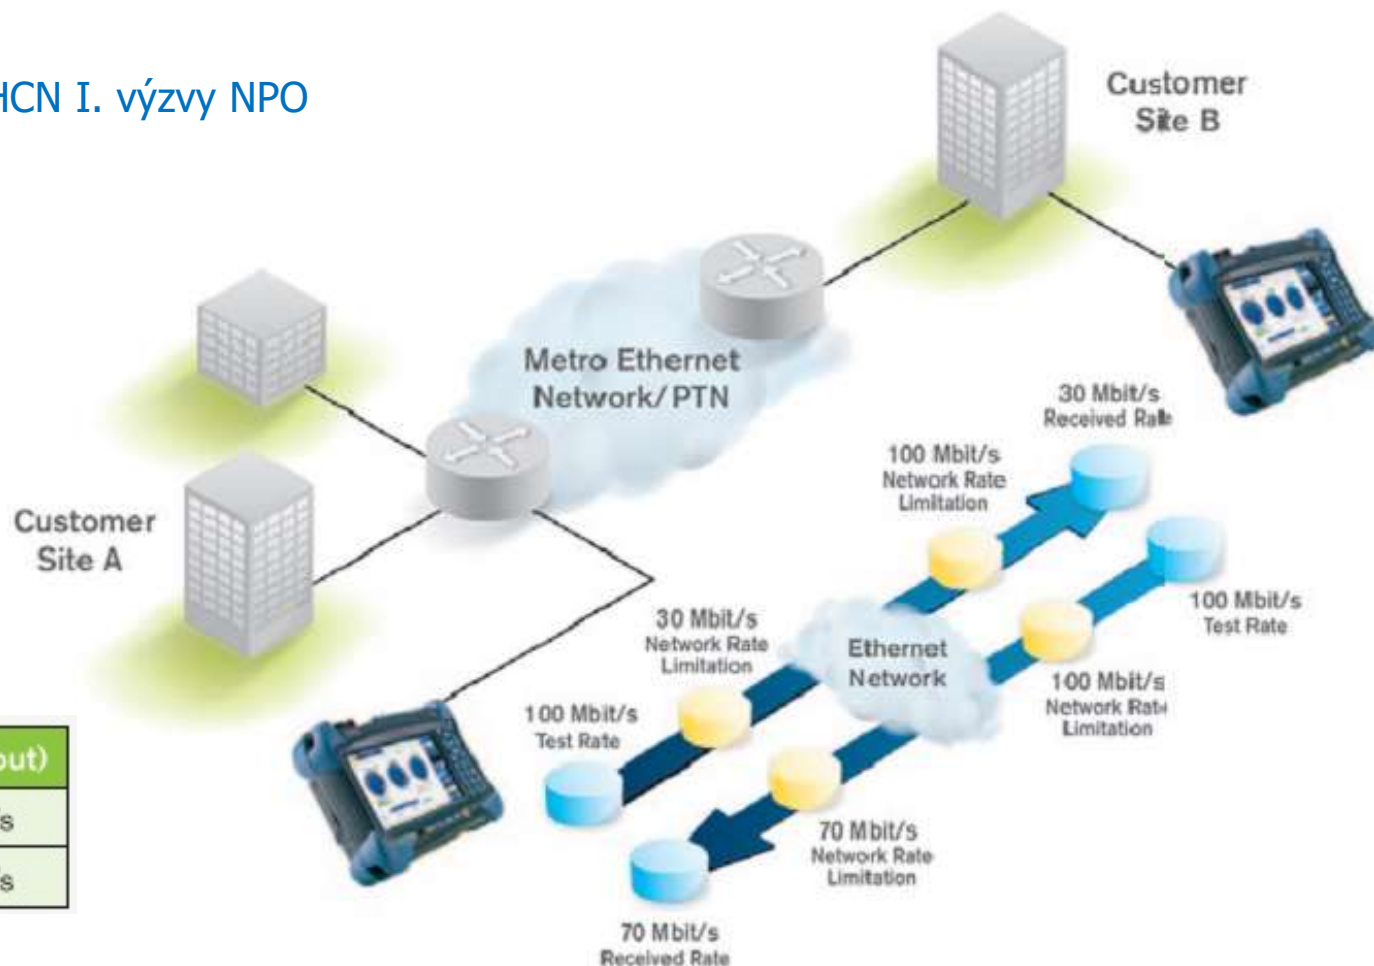 HCN I. výzvy NPO
Customer
Site B
Metro Ethernet
Network/PTN
30 Mbit/s
Received Rate
100 Mbit/s
Network Rate
Limitation
Customer
Site A
30 Mbit/s
Network Rate
Limitation
Ethernet
Network
100 Mbit/s
Test Rate
100 Mbit/s
Network Rate
Limitation
100 Mbit/s
Test Rate
70 Mbit/s
Network Rate
Limitation
70 Mbit/s
Received Rate
out)
s
s